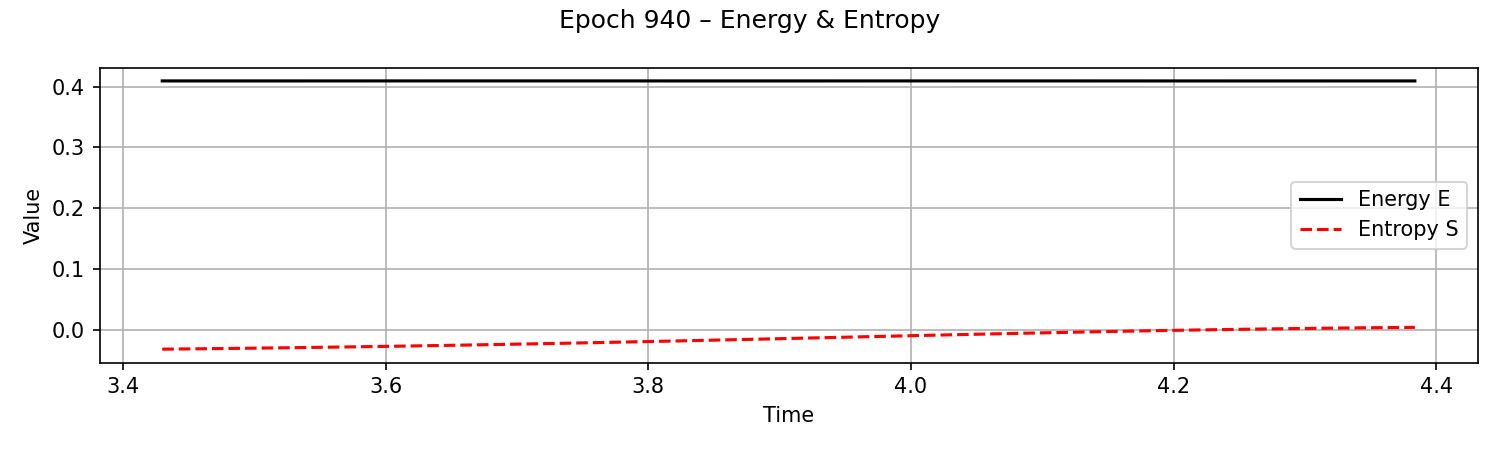 Epoch 940 – Energy & Entropy
Value
0.4
0.3
0.2
0.1
0.0
Energy E
Entropy S
3.4 3.6 3.8 4.0 4.2 4.4
Time